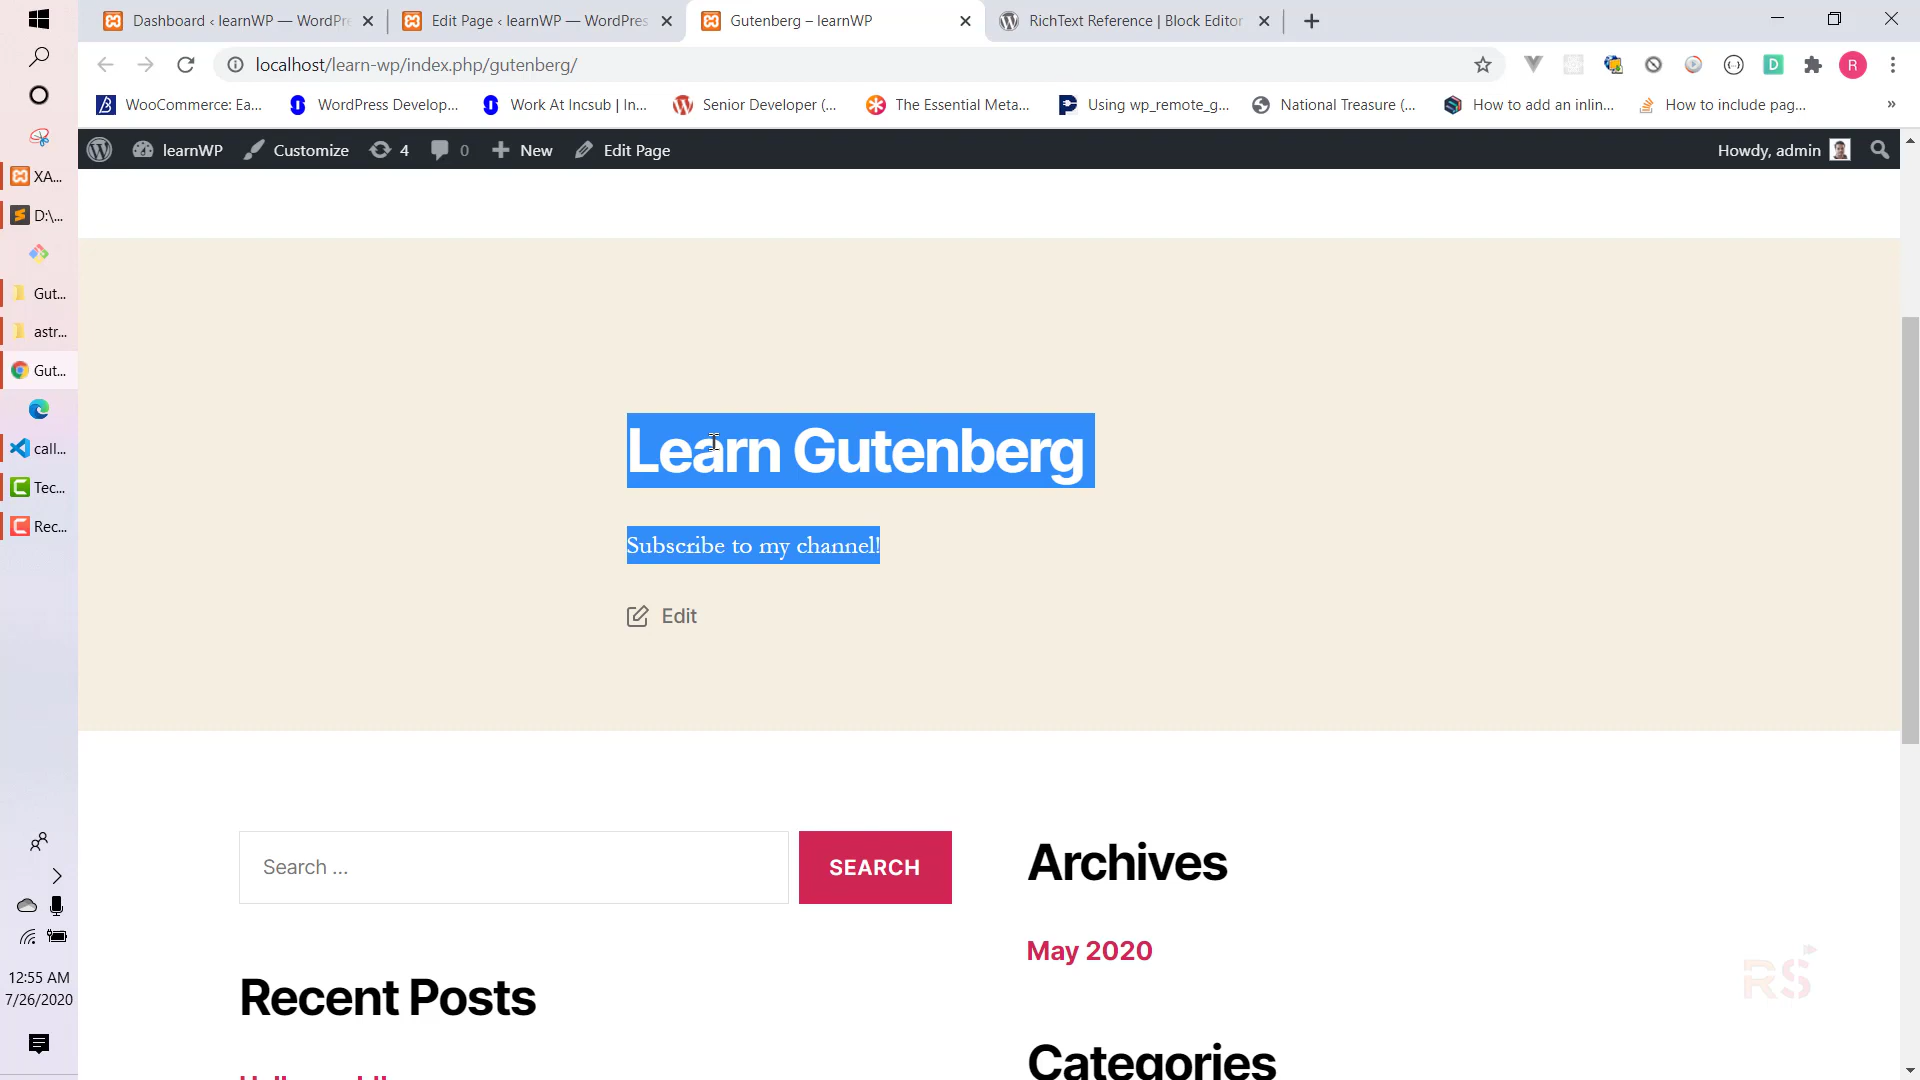 Dashboard ‹ learnWP — WordPre
Edit Page ‹ learnWP — WordPres
Gutenberg – learnWP
RichText Reference | Block Editor
localhost/learn-wp/index.php/gutenberg/
R
WooCommerce: Ea...
WordPress Develop...
Work At Incsub | In...
Senior Developer (...
The Essential Meta...
Using wp_remote_g...
National Treasure (...
How to add an inlin...
How to include pag...
»
learnWP
Customize
4
0
New
Edit Page
Howdy, admin
XA...
D:\...
Gut...
astr...
Gut...
call...
Tec...
Rec...
12:55 AM
7/26/2020
Learn Gutenberg
Subscribe to my channel!
Edit
Search ...
SEARCH
Archives
May 2020
Recent Posts
Categories
RS